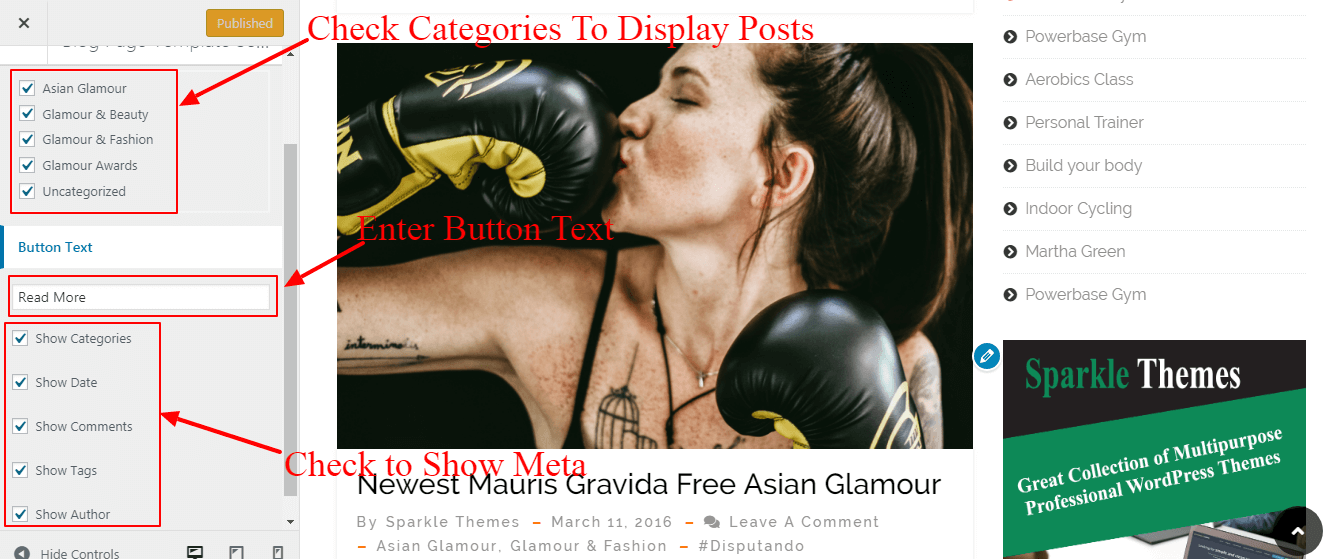 Published
Check Categories To Display Posts
Asian Glamour
Glamour & Beauty
Glamour & Fashion
Glamour Awards
Uncategorized
Button Text
Enter Button Text
Read More
Show Categories
Show Date
Show Comments
Show Tags
Show Author
Check to Show Meta
Hide Controls
Newest Mauris Gravida Free Asian Glamour
By Sparkle Themes – March 11, 2016 – Leave A Comment
– Asian Glamour, Glamour & Fashion – #Disputando
Powerbase Gym
Aerobics Class
Personal Trainer
Build your body
Indoor Cycling
Martha Green
Powerbase Gym
Sparkle Themes
Great Collection of Multipurpose
Professional WordPress Themes